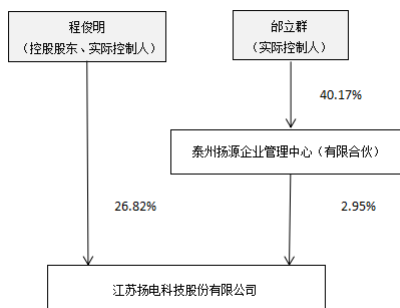 程俊明
（控股股东、实际控制人）
邰立群
（实际控制人）
40.17%
泰州扬源企业管理中心（有限合伙）
26.82%
2.95%
江苏扬电科技股份有限公司